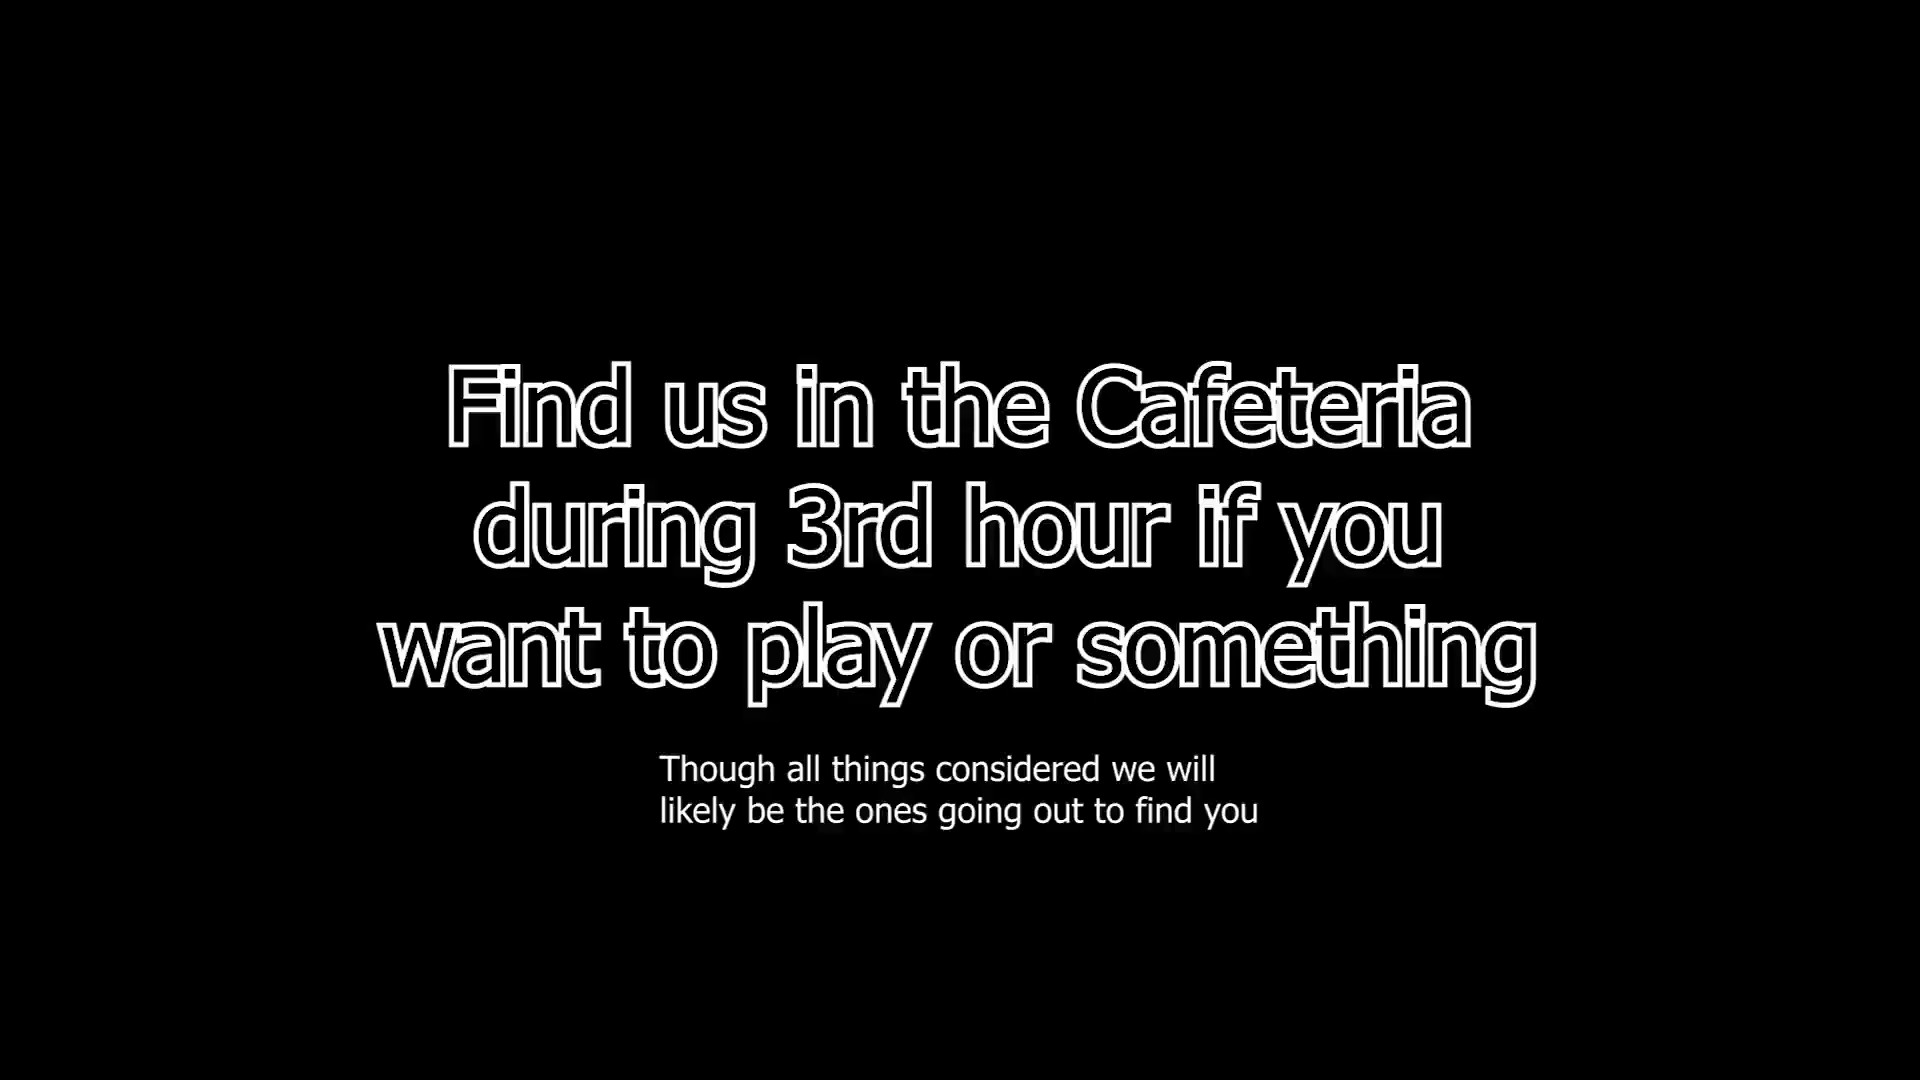 Find us in the Cafeteria
during 3rd hour if you
want to play or something
Though all things considered we will
likely be the ones going out to find you